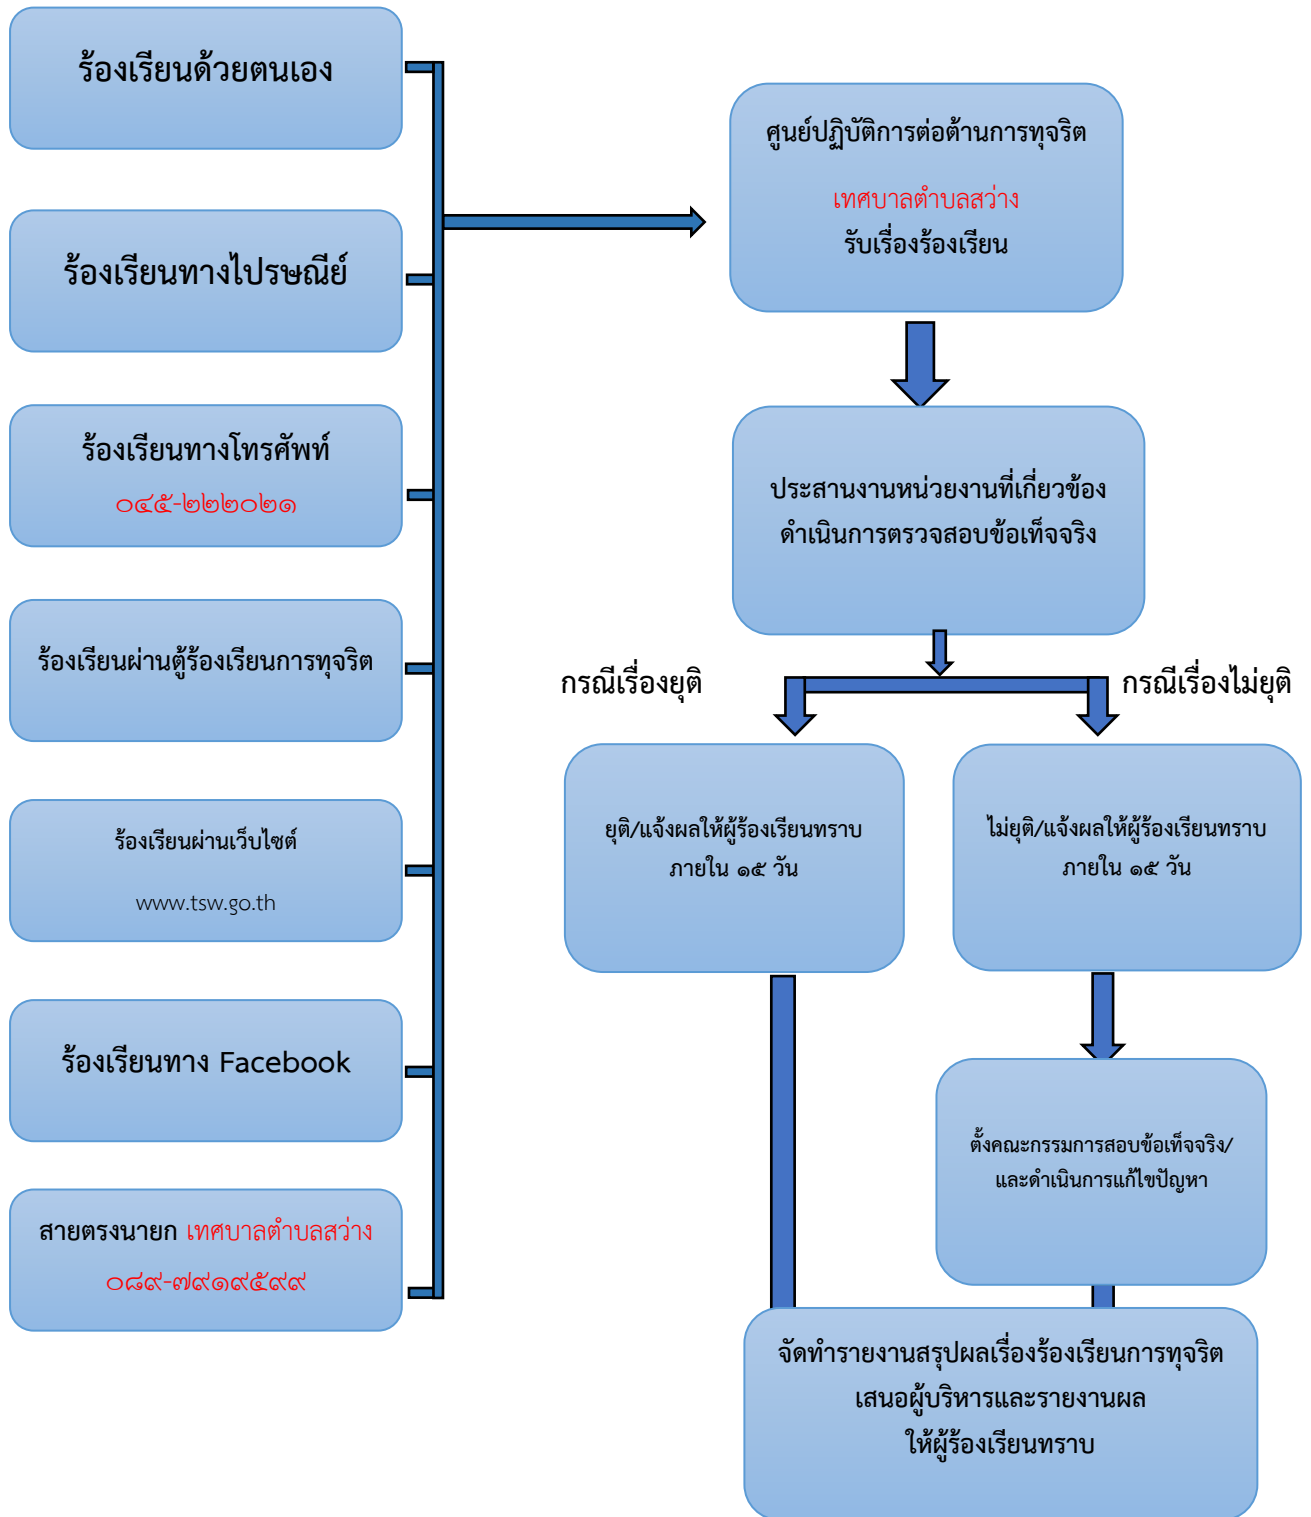 ร้องเรียนด้วยตนเอง
ร้องเรียนทางไปรษณีย์
ร้องเรียนทางโทรศัพท์
๐๔๕-๒๒๒๐๒๑
ร้องเรียนผ่านตู้ร้องเรียนการทุจริต
ร้องเรียนผ่านเว็บไซต์
www.tsw.go.th
ร้องเรียนทาง Facebook
สายตรงนายก เทศบาลตำบลสว่าง
๐๘๙-๗๙๑๙๕๙๙
ศูนย์ปฏิบัติการต่อต้านการทุจริต
เทศบาลตำบลสว่าง
รับเรื่องร้องเรียน
ประสานงานหน่วยงานที่เกี่ยวข้อง
ดำเนินการตรวจสอบข้อเท็จจริง
กรณีเรื่องยุติ
กรณีเรื่องไม่ยุติ
ยุติ/แจ้งผลให้ผู้ร้องเรียนทราบ
ภายใน ๑๕ วัน
ไม่ยุติ/แจ้งผลให้ผู้ร้องเรียนทราบ
ภายใน ๑๕ วัน
ตั้งคณะกรรมการสอบข้อเท็จจริง/
และดำเนินการแก้ไขปัญหา
จัดทำรายงานสรุปผลเรื่องร้องเรียนการทุจริต
เสนอผู้บริหารและรายงานผล
ให้ผู้ร้องเรียนทราบ